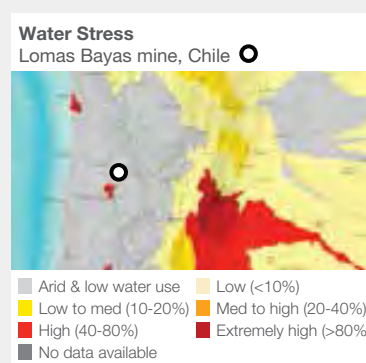 Water Stress
Lomas Bayas mine, Chile
Arid & low water use
Low (<10%)
Low to med (10-20%)
Med to high (20-40%)
High (40-80%)
Extremely high (>80%
No data available